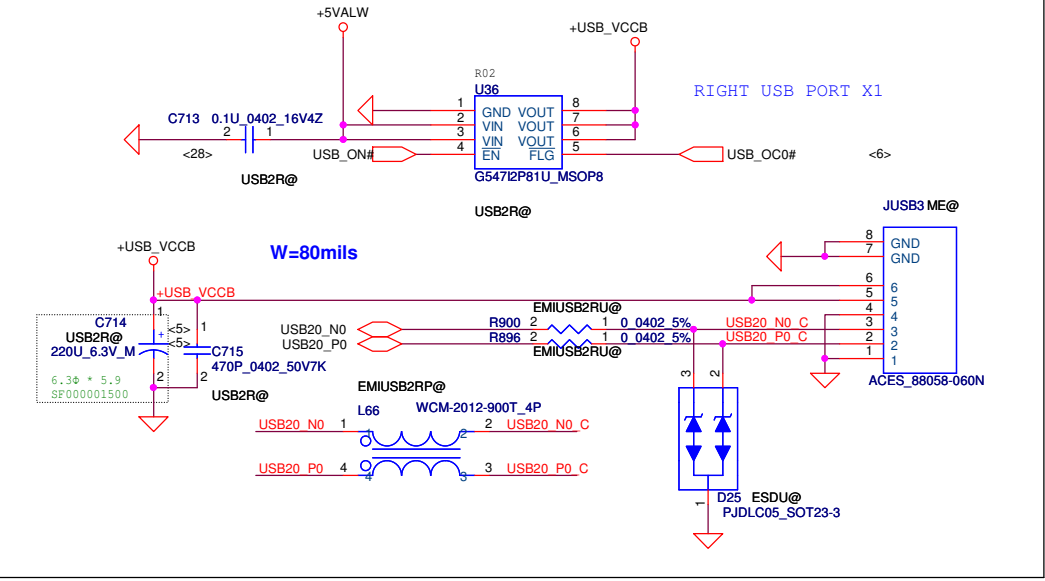 +5VALW
+USB_VCCB
R02
U36
RIGHT USB PORT X1
1 GND VOUT 8
2 VIN VOUT 7
3 VIN VOUT 6
4 EN FLG 5
C713 0.1U_0402_16V4Z
2 1
<28>
USB_ON#
USB_OC0#
<6>
USB2R@
G547I2P81U_MSOP8
USB2R@
JUSB3 ME@
+USB_VCCB
W=80mils
8 GND
7 GND
6 6
5 5
4 4
3 3
2 2
1 1
ACES_88058-060N
+USB_VCCB
EMIUSB2RU@
1
C714
USB2R@
220U_6.3V_M
+
2
6.3Φ * 5.9
SF000001500
<5>
<5>
1
C715
470P_0402_50V7K
2
USB2R@
USB20_N0
R900 2 1 0_0402_5% USB20_N0_C
USB20_P0
R896 2 1 0_0402_5% USB20_P0_C
EMIUSB2RU@
3 2
EMIUSB2RP@
L66 WCM-2012-900T_4P
USB20_N0 1 1 2 2 USB20_N0_C
USB20_P0 4 4 3 3 USB20_P0_C
1
D25 ESDU@
PJDLC05_SOT23-3